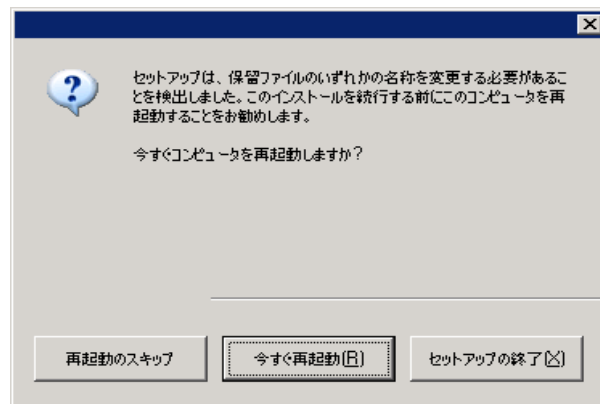 セットアップは、保留ファイルのいずれかの名称を変更する必要があるこ
とを検出しました。このインストールを続行する前にこのコンピュータを再
起動することをお勧めします。
今すぐコンピュータを再起動しますか？
再起動のスキップ
今すぐ再起動(R)
セットアップの終了(X)